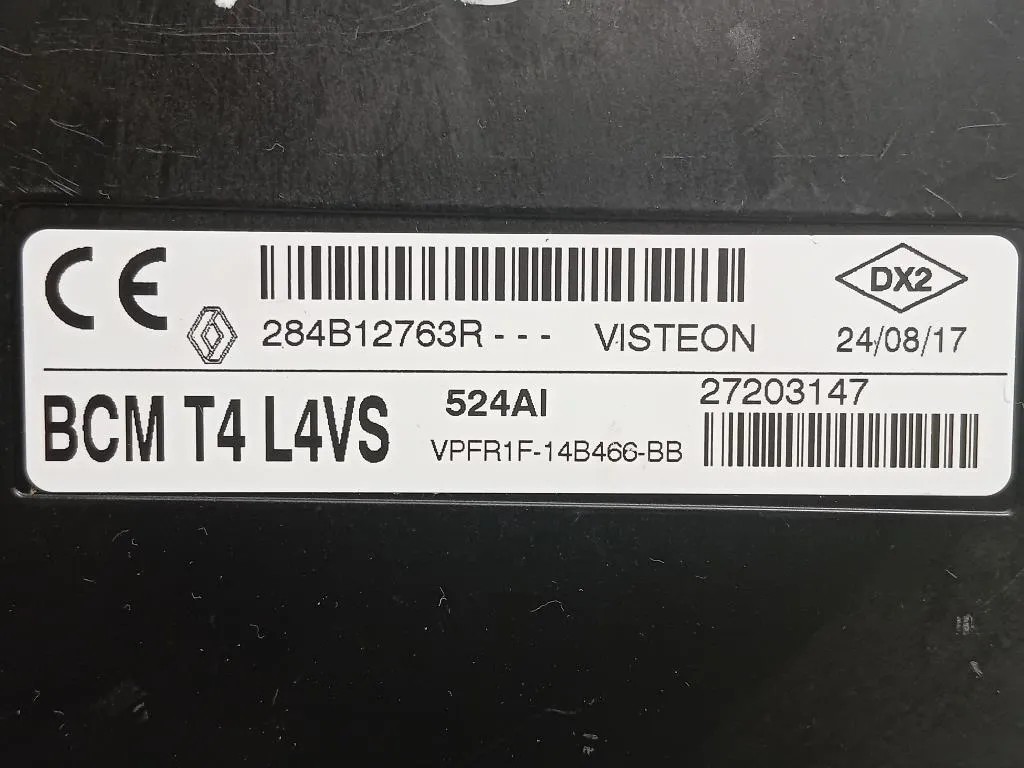 CE
284B12763R--- VISTEON
DX2
24/08/17
BCM T4 L4VS
524AI
VPFR1F-14B466-BB
27203147